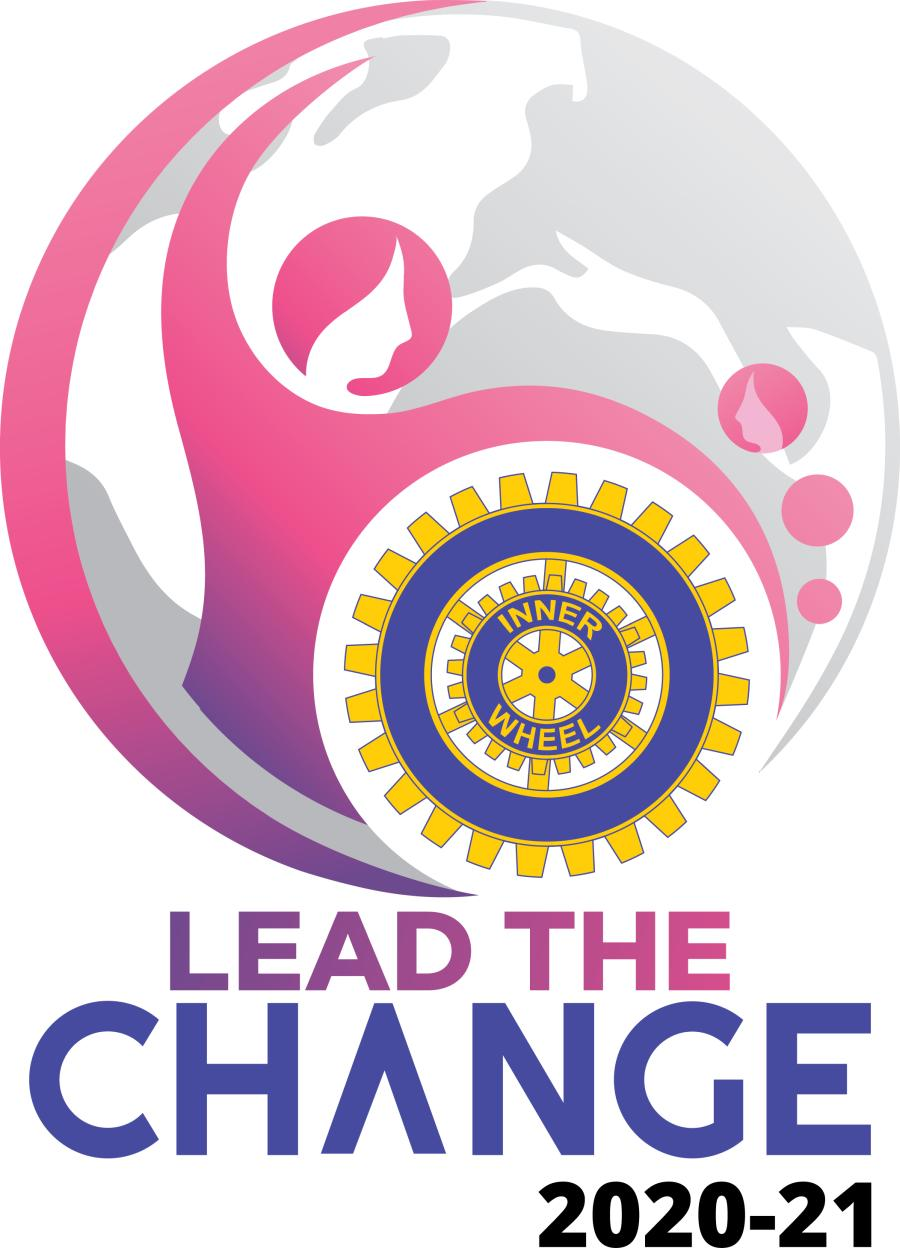 INNER
WHEEL
LEAD THE
CHANGE
2020-21